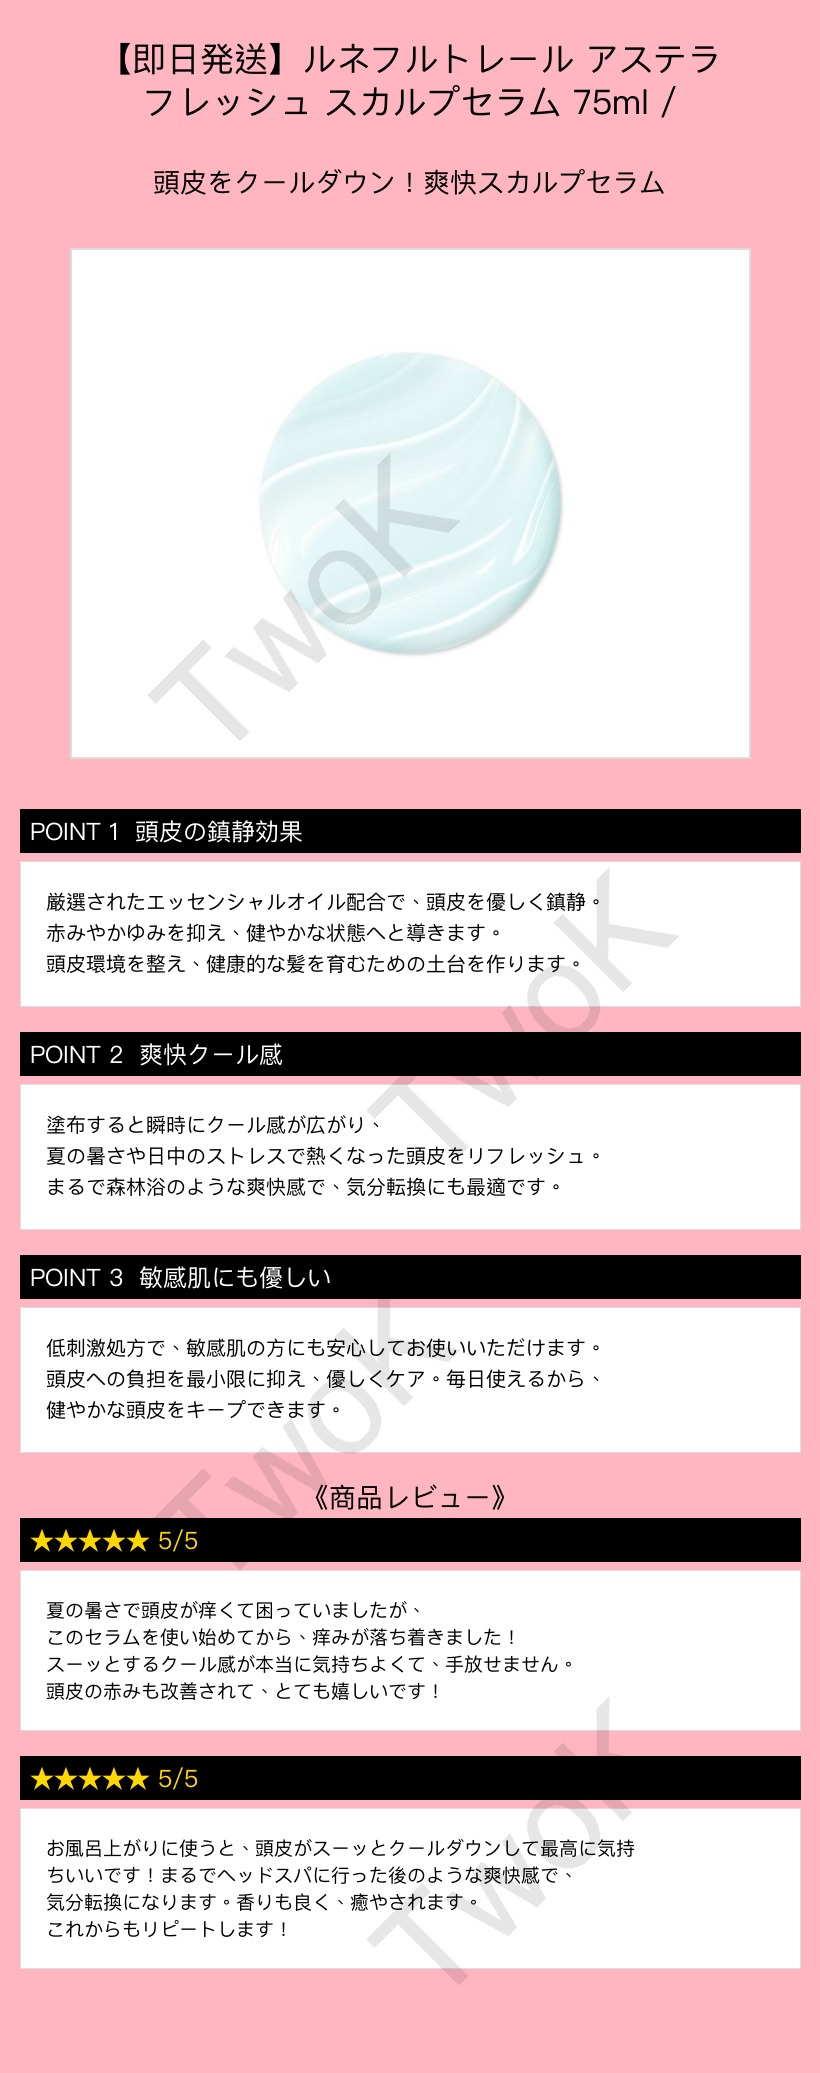 【即日発送】ルネフルトレール アステラ
フレッシュ スカルプセラム 75ml /
頭皮をクールダウン！爽快スカルプセラム
TwoK
POINT 1 頭皮の鎮静効果
厳選されたエッセンシャルオイル配合で、頭皮を優しく鎮静。
赤みやかゆみを抑え、健やかな状態へと導きます。
頭皮環境を整え、健康的な髪を育むための土台を作ります。
TwoK
POINT 2 爽快クール感
塗布すると瞬時にクール感が広がり、
夏の暑さや日中のストレスで熱くなった頭皮をリフレッシュ。
まるで森林浴のような爽快感で、気分転換にも最適です。
POINT 3 敏感肌にも優しい
低刺激処方で、敏感肌の方にも安心してお使いいただけます。
頭皮への負担を最小限に抑え、優しくケア。毎日使えるから、
健やかな頭皮をキープできます。
TwoK
《商品レビュー》
★★★★★ 5/5
夏の暑さで頭皮が痒くて困っていましたが、
このセラムを使い始めてから、痒みが落ち着きました！
スーッとするクール感が本当に気持ちよくて、手放せません。
頭皮の赤みも改善されて、とても嬉しいです！
★★★★★ 5/5
お風呂上がりに使うと、頭皮がスーッとクールダウンして最高に気持
ちいいです！まるでヘッドスパに行った後のような爽快感で、
気分転換になります。香りも良く、癒やされます。
これからもリピートします！
TwoK